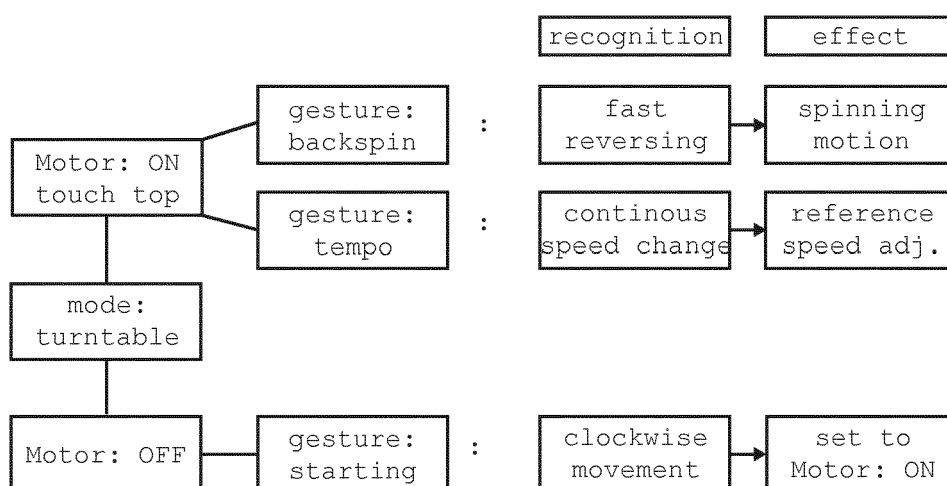 recognition
effect
gesture:
backspin
:
fast
reversing
spinning
motion
Motor: ON
touch top
gesture:
tempo
:
continous
speed change
reference
speed adj.
mode:
turntable
Motor: OFF
gesture:
starting
:
clockwise
movement
set to
Motor: ON